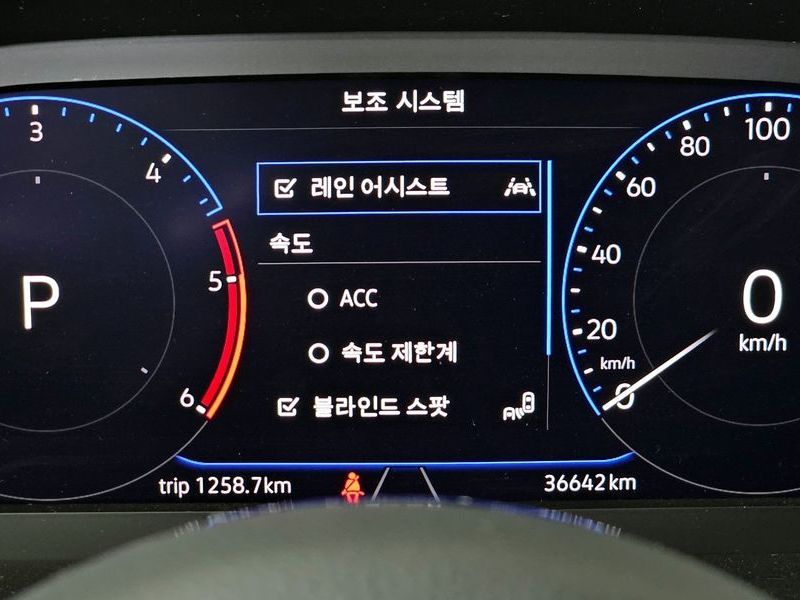 보조 시스템
3
4
5
6
P
레인 어시스트
속도
ACC
속도 제한계
블라인드 스팟
100
80
60
40
20
km/h
0
0
km/h
trip 1258.7km
36642 km